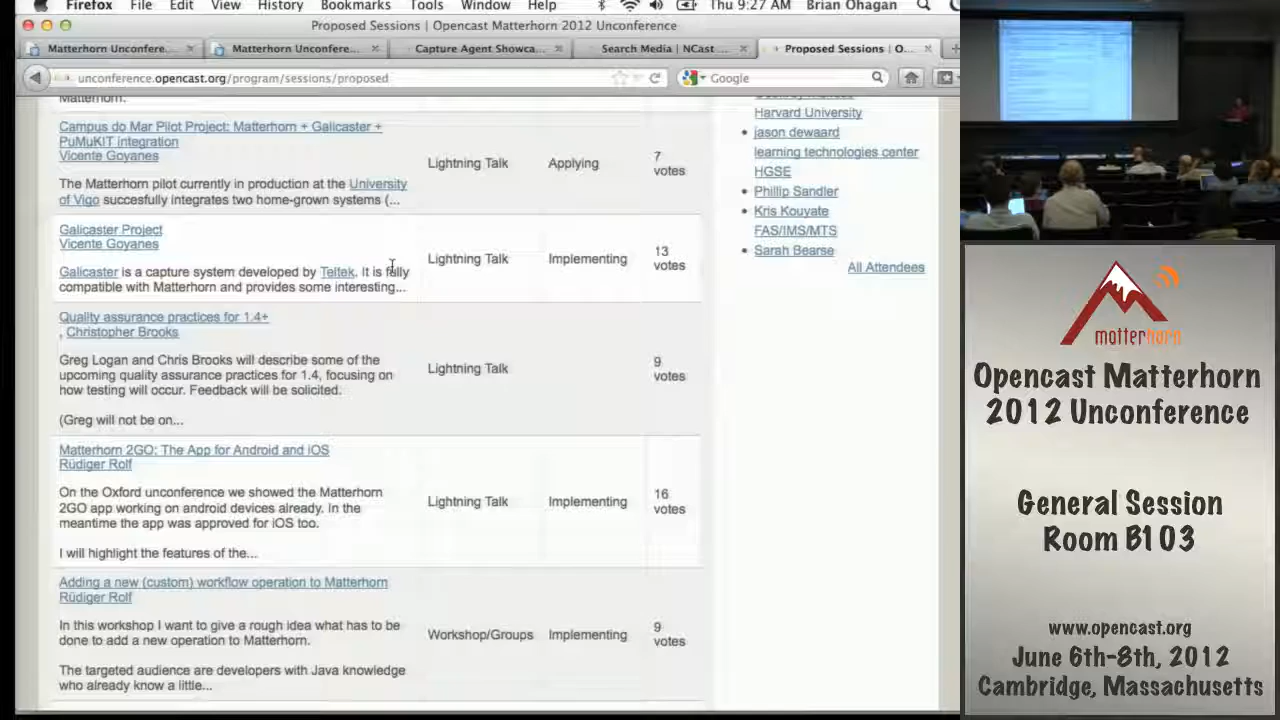 Firefox File Edit View History Bookmarks Tools Window Help Thu 9:27 AM Brian Ohagan
Proposed Sessions | Opencast Matterhorn 2012 Unconference
Matterhorn Unconfere... Matterhorn Unconfere... Capture Agent Showca... Search Media | NCast ... Proposed Sessions | O...
unconference.opencast.org/program/sessions/proposed
Google
Matterhorn.
Campus do Mar Pilot Project: Matterhorn + Galicaster +
PuMuKIT integration
Vicente Goyanes
The Matterhorn pilot currently in production at the University
of Vigo succesfully integrates two home-grown systems (...
Lightning Talk
Applying
7
votes
Galicaster Project
Vicente Goyanes
Galicaster is a capture system developed by Teltek. It is fully
compatible with Matterhorn and provides some interesting...
Lightning Talk
Implementing
13
votes
Quality assurance practices for 1.4+
, Christopher Brooks
Greg Logan and Chris Brooks will describe some of the
upcoming quality assurance practices for 1.4, focusing on
how testing will occur. Feedback will be solicited.
(Greg will not be on...
Lightning Talk
9
votes
Matterhorn 2GO: The App for Android and iOS
Rüdiger Rolf
On the Oxford unconference we showed the Matterhorn
2GO app working on android devices already. In the
meantime the app was approved for iOS too.
I will highlight the features of the...
Lightning Talk
Implementing
16
votes
Adding a new (custom) workflow operation to Matterhorn
Rüdiger Rolf
In this workshop I want to give a rough idea what has to be
done to add a new operation to Matterhorn.
The targeted audience are developers with Java knowledge
who already know a little...
Workshop/Groups
Implementing
9
votes
Harvard University
jason dewaard
learning technologies center
HGSE
Phillip Sandler
Kris Kouyate
FAS/IMS/MTS
Sarah Bearse
All Attendees
matterhorn
Opencast Matterhorn
2012 Unconference
General Session
Room B103
www.opencast.org
June 6th-8th, 2012
Cambridge, Massachusetts